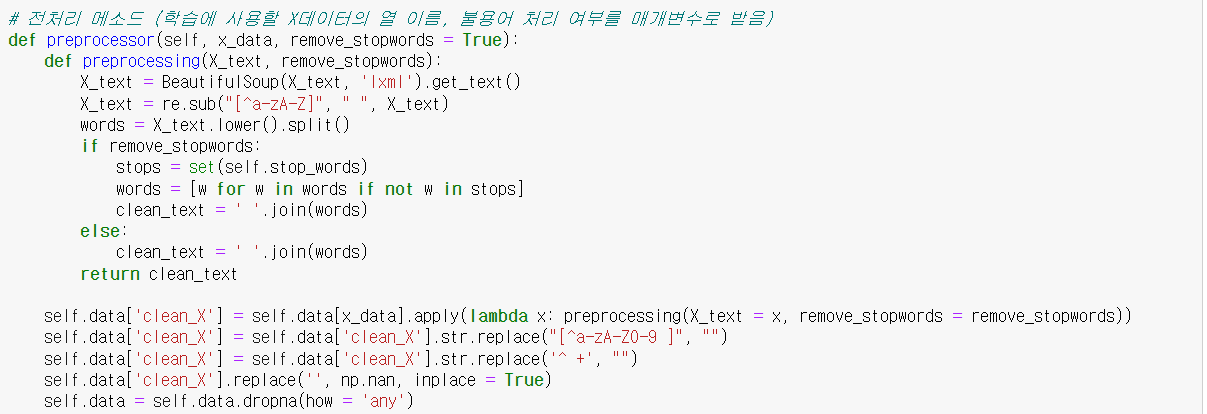 # 전처리 메소드 (학습에 사용할 X데이터의 열 이름, 불용어 처리 여부를 매개변수로 받음)
def preprocessor(self, x_data, remove_stopwords = True):
    def preprocessing(X_text, remove_stopwords):
        X_text = BeautifulSoup(X_text, 'lxml').get_text()
        X_text = re.sub("[^a-zA-Z]", " ", X_text)
        words = X_text.lower().split()
        if remove_stopwords:
            stops = set(self.stop_words)
            words = [w for w in words if not w in stops]
            clean_text = ' '.join(words)
        else:
            clean_text = ' '.join(words)
        return clean_text

    self.data['clean_X'] = self.data[x_data].apply(lambda x: preprocessing(X_text = x, remove_stopwords = remove_stopwords))
    self.data['clean_X'] = self.data['clean_X'].str.replace("[^a-zA-Z0-9 ]", "")
    self.data['clean_X'] = self.data['clean_X'].str.replace('^ +', "")
    self.data['clean_X'].replace('', np.nan, inplace = True)
    self.data = self.data.dropna(how = 'any')